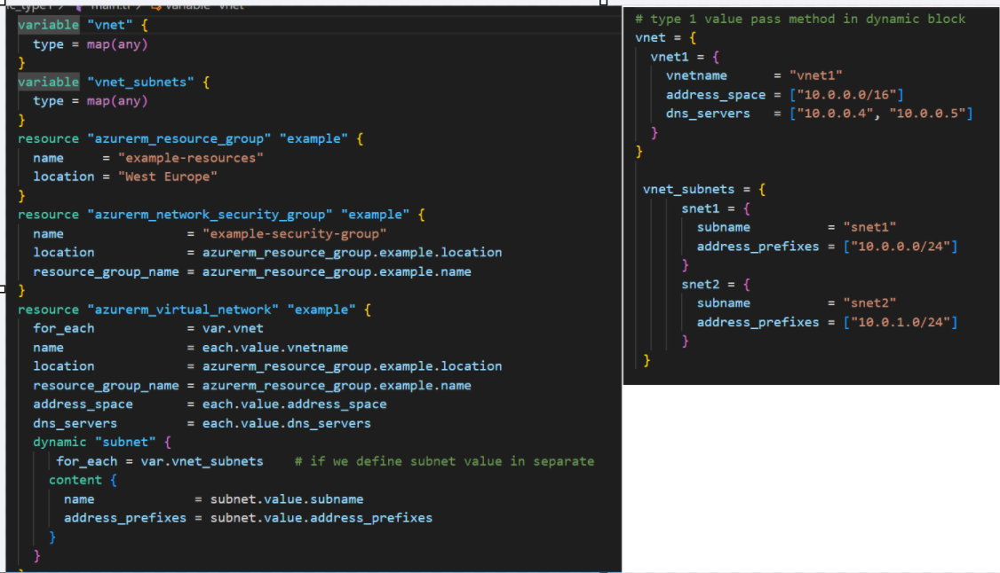 main.tf > variable "vnet"
variable "vnet" {
  type = map(any)
}
variable "vnet_subnets" {
  type = map(any)
}
resource "azurerm_resource_group" "example" {
  name     = "example-resources"
  location = "West Europe"
}
resource "azurerm_network_security_group" "example" {
  name                = "example-security-group"
  location            = azurerm_resource_group.example.location
  resource_group_name = azurerm_resource_group.example.name
}
resource "azurerm_virtual_network" "example" {
  for_each            = var.vnet
  name                = each.value.vnetname
  location            = azurerm_resource_group.example.location
  resource_group_name = azurerm_resource_group.example.name
  address_space       = each.value.address_space
  dns_servers         = each.value.dns_servers
  dynamic "subnet" {
    for_each = var.vnet_subnets    # if we define subnet value in separate
    content {
      name             = subnet.value.subname
      address_prefixes = subnet.value.address_prefixes
    }
  }
# type 1 value pass method in dynamic block
vnet = {
  vnet1 = {
    vnetname      = "vnet1"
    address_space = ["10.0.0.0/16"]
    dns_servers   = ["10.0.0.4", "10.0.0.5"]
  }
}
vnet_subnets = {
    snet1 = {
      subname          = "snet1"
      address_prefixes = ["10.0.0.0/24"]
    }
    snet2 = {
      subname          = "snet2"
      address_prefixes = ["10.0.1.0/24"]
    }
}